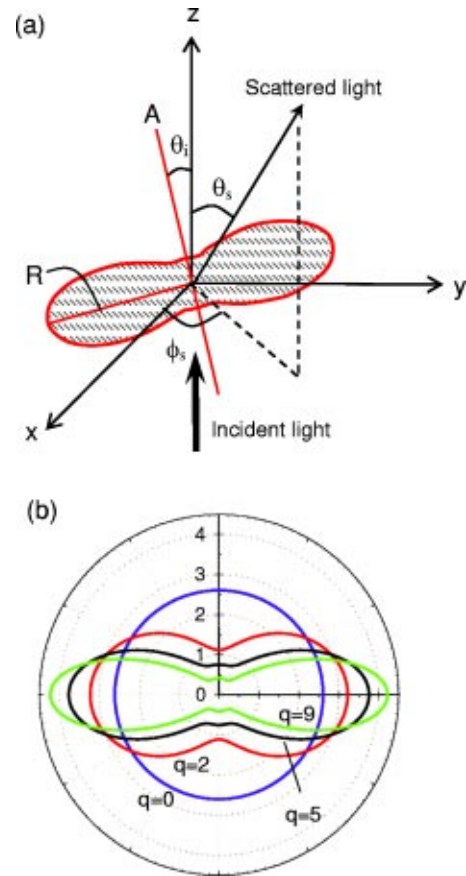 (a)
z
Scattered light
A
θi
θs
R
y
ϕs
x
Incident light
(b)
4
3
2
1
0
q=9
q=2
q=0
q=5